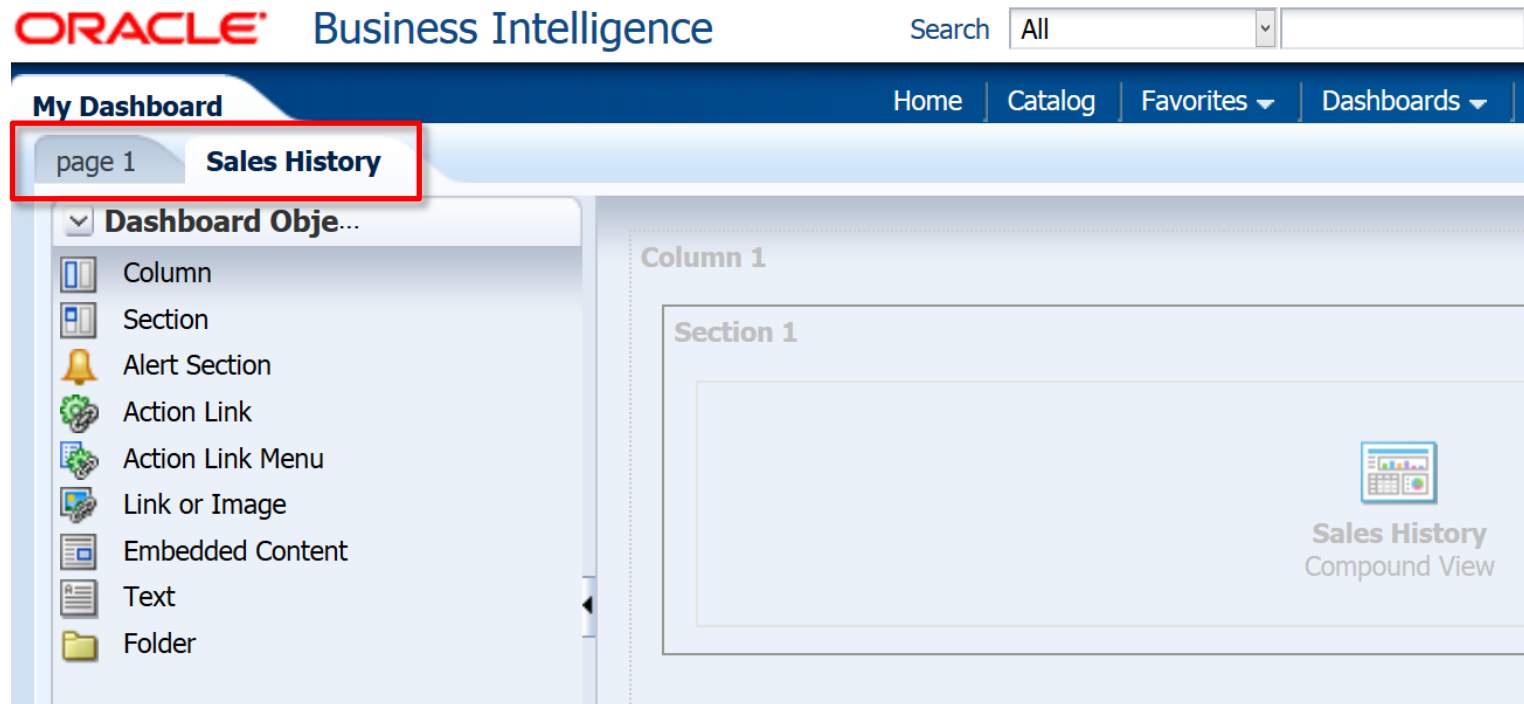 ORACLE Business Intelligence Search All
My Dashboard Home Catalog Favorites Dashboards
page 1 Sales History
Dashboard Obje...
Column
Section
Alert Section
Action Link
Action Link Menu
Link or Image
Embedded Content
Text
Folder
Column 1
Section 1
Sales History
Compound View